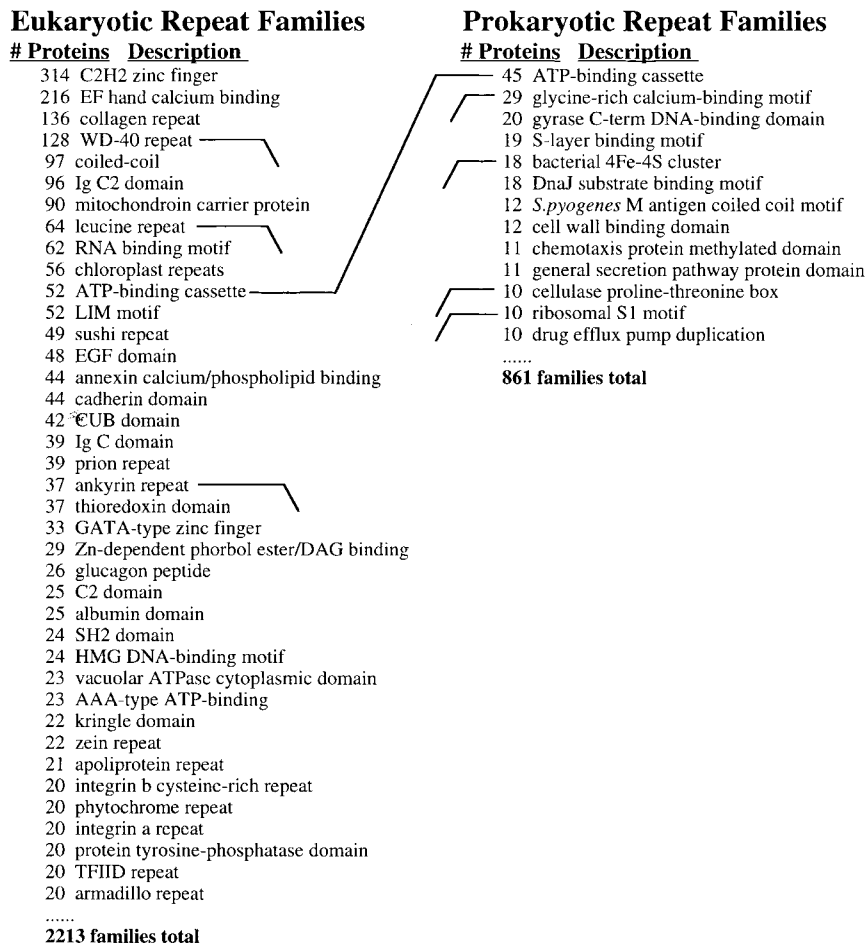 Eukaryotic Repeat Families
# Proteins Description
314 C2H2 zinc finger
216 EF hand calcium binding
136 collagen repeat
128 WD-40 repeat
97 coiled-coil
96 Ig C2 domain
90 mitochondroin carrier protein
64 leucine repeat
62 RNA binding motif
56 chloroplast repeats
52 ATP-binding cassette
52 LIM motif
49 sushi repeat
48 EGF domain
44 annexin calcium/phospholipid binding
44 cadherin domain
42 CUB domain
39 Ig C domain
39 prion repeat
37 ankyrin repeat
37 thioredoxin domain
33 GATA-type zinc finger
29 Zn-dependent phorbol ester/DAG binding
26 glucagon peptide
25 C2 domain
25 albumin domain
24 SH2 domain
24 HMG DNA-binding motif
23 vacuolar ATPase cytoplasmic domain
23 AAA-type ATP-binding
22 kringle domain
22 zein repeat
21 apoliprotein repeat
20 integrin b cysteine-rich repeat
20 phytochrome repeat
20 integrin a repeat
20 protein tyrosine-phosphatase domain
20 TFIID repeat
20 armadillo repeat
......
2213 families total
Prokaryotic Repeat Families
# Proteins Description
45 ATP-binding cassette
29 glycine-rich calcium-binding motif
20 gyrase C-term DNA-binding domain
19 S-layer binding motif
18 bacterial 4Fe-4S cluster
18 DnaJ substrate binding motif
12 S.pyogenes M antigen coiled coil motif
12 cell wall binding domain
11 chemotaxis protein methylated domain
11 general secretion pathway protein domain
10 cellulase proline-threonine box
10 ribosomal S1 motif
10 drug efflux pump duplication
......
861 families total